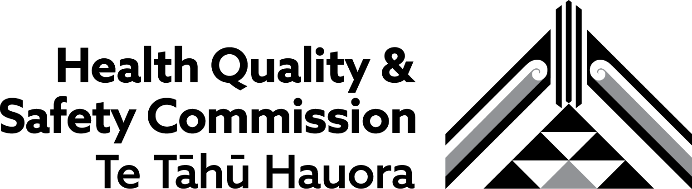 Health Quality &
Safety Commission
Te Tāhū Hauora